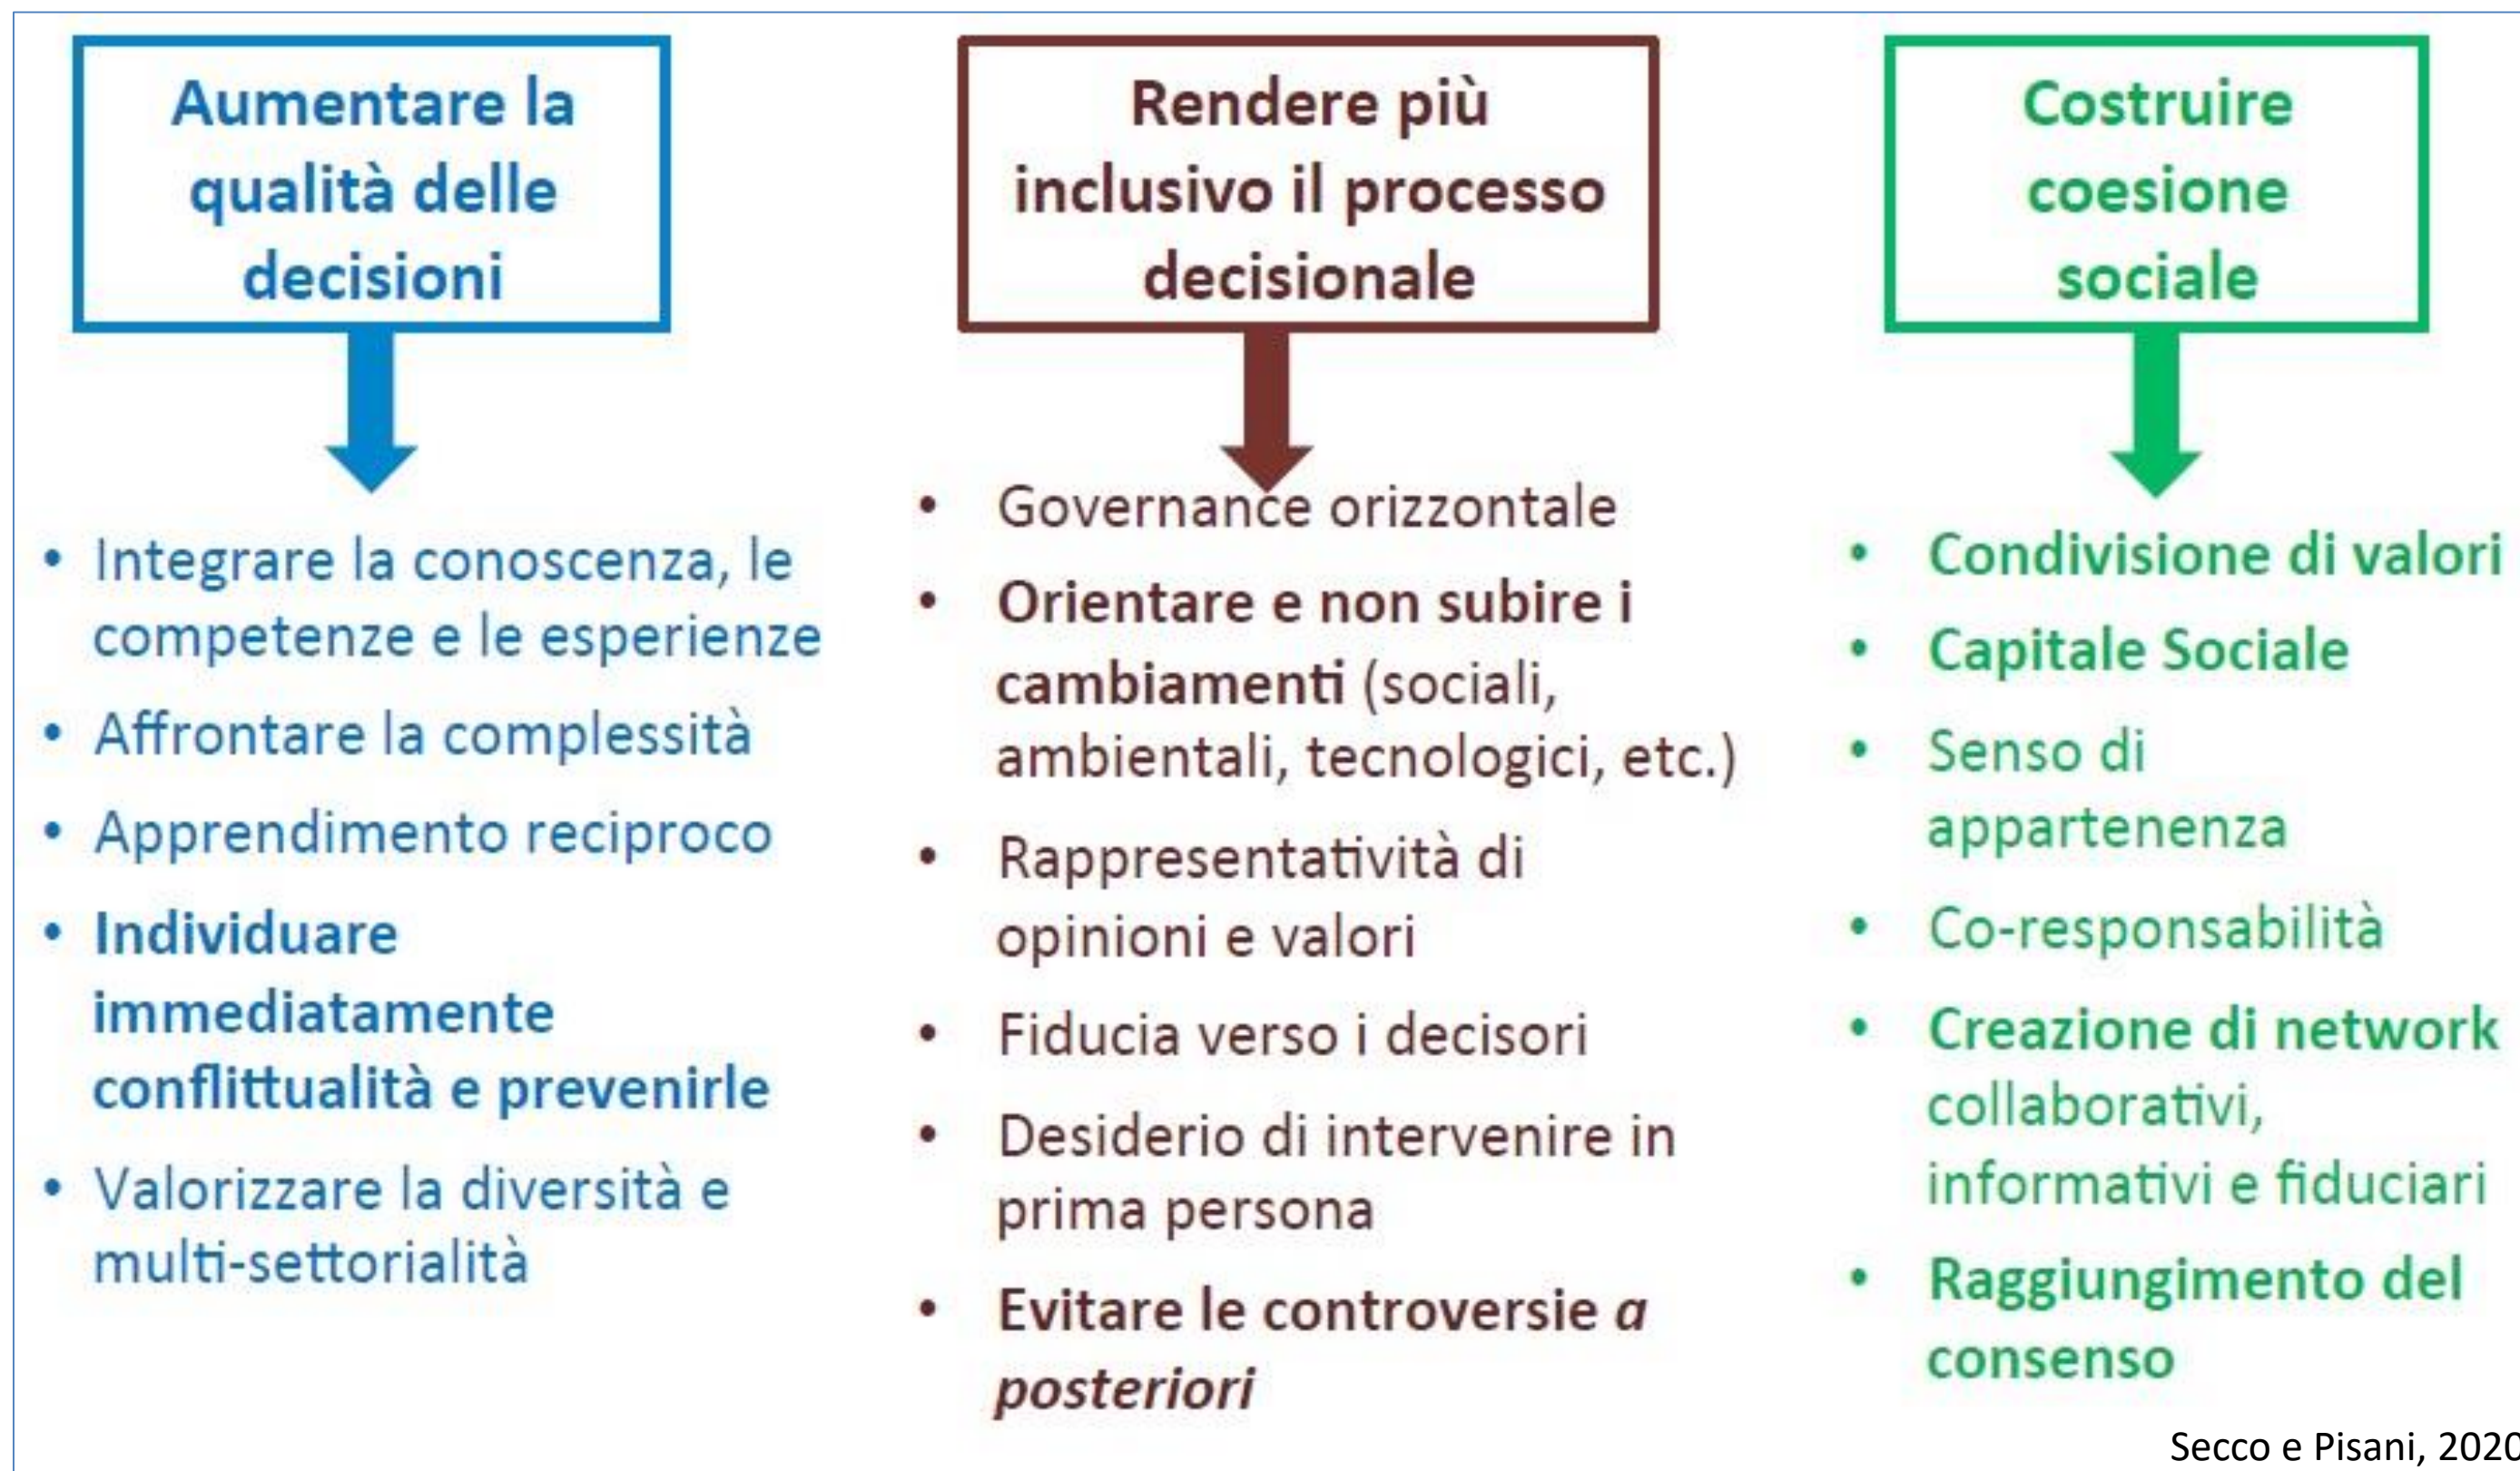 Aumentare la
qualità delle
decisioni
• Integrare la conoscenza, le
competenze e le esperienze
• Affrontare la complessità
• Apprendimento reciproco
• Individuare
immediatamente
conflittualità e prevenirle
• Valorizzare la diversità e
multi-settorialità
Rendere più
inclusivo il processo
decisionale
• Governance orizzontale
• Orientare e non subire i
cambiamenti (sociali,
ambientali, tecnologici, etc.)
• Rappresentatività di
opinioni e valori
• Fiducia verso i decisori
• Desiderio di intervenire in
prima persona
• Evitare le controversie a
posteriori
Costruire
coesione
sociale
• Condivisione di valori
• Capitale Sociale
• Senso di
appartenenza
• Co-responsabilità
• Creazione di network
collaborativi,
informativi e fiduciari
• Raggiungimento del
consenso
Secco e Pisani, 2020